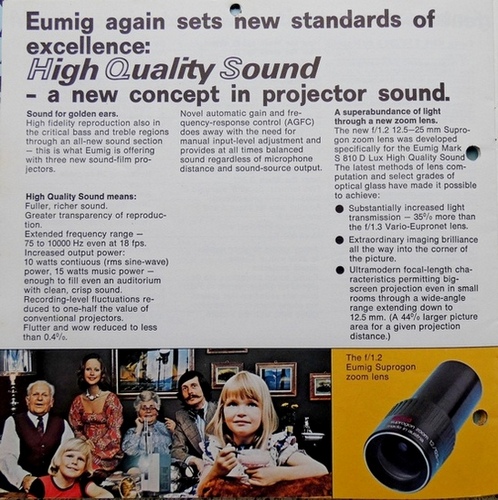 Eumig again sets new standards of
excellence:
High Quality Sound
- a new concept in projector sound.
Sound for golden ears.
High fidelity reproduction also in
the critical bass and treble regions
through an all-new sound section
– this is what Eumig is offering
with three new sound-film pro-
jectors.
High Quality Sound means:
Fuller, richer sound.
Greater transparency of reproduc-
tion.
Extended frequency range –
75 to 10000 Hz even at 18 fps.
Increased output power:
10 watts contiuous (rms sine-wave)
power, 15 watts music power –
enough to fill even an auditorium
with clean, crisp sound.
Recording-level fluctuations re-
duced to one-half the value of
conventional projectors.
Flutter and wow reduced to less
than 0.4%.
Novel automatic gain and fre-
quency-response control (AGFC)
does away with the need for
manual input-level adjustment and
provides at all times balanced
sound regardless of microphone
distance and sound-source output.
A superabundance of light
through a new zoom lens.
The new f/1.2 12.5–25 mm Supro-
gon zoom lens was developed
specifically for the Eumig Mark
S 810 D Lux High Quality Sound
The latest methods of lens com-
putation and select grades of
optical glass have made it possible
to achieve:
● Substantially increased light
transmission – 35% more than
the f/1.3 Vario-Eupronet lens.
● Extraordinary imaging brilliance
all the way into the corner of
the picture.
● Ultramodern focal-length cha-
racteristics permitting big-
screen projection even in small
rooms through a wide-angle
range extending down to
12.5 mm. (A 44% larger picture
area for a given projection
distance.)
The f/1.2
Eumig Suprogon
zoom lens